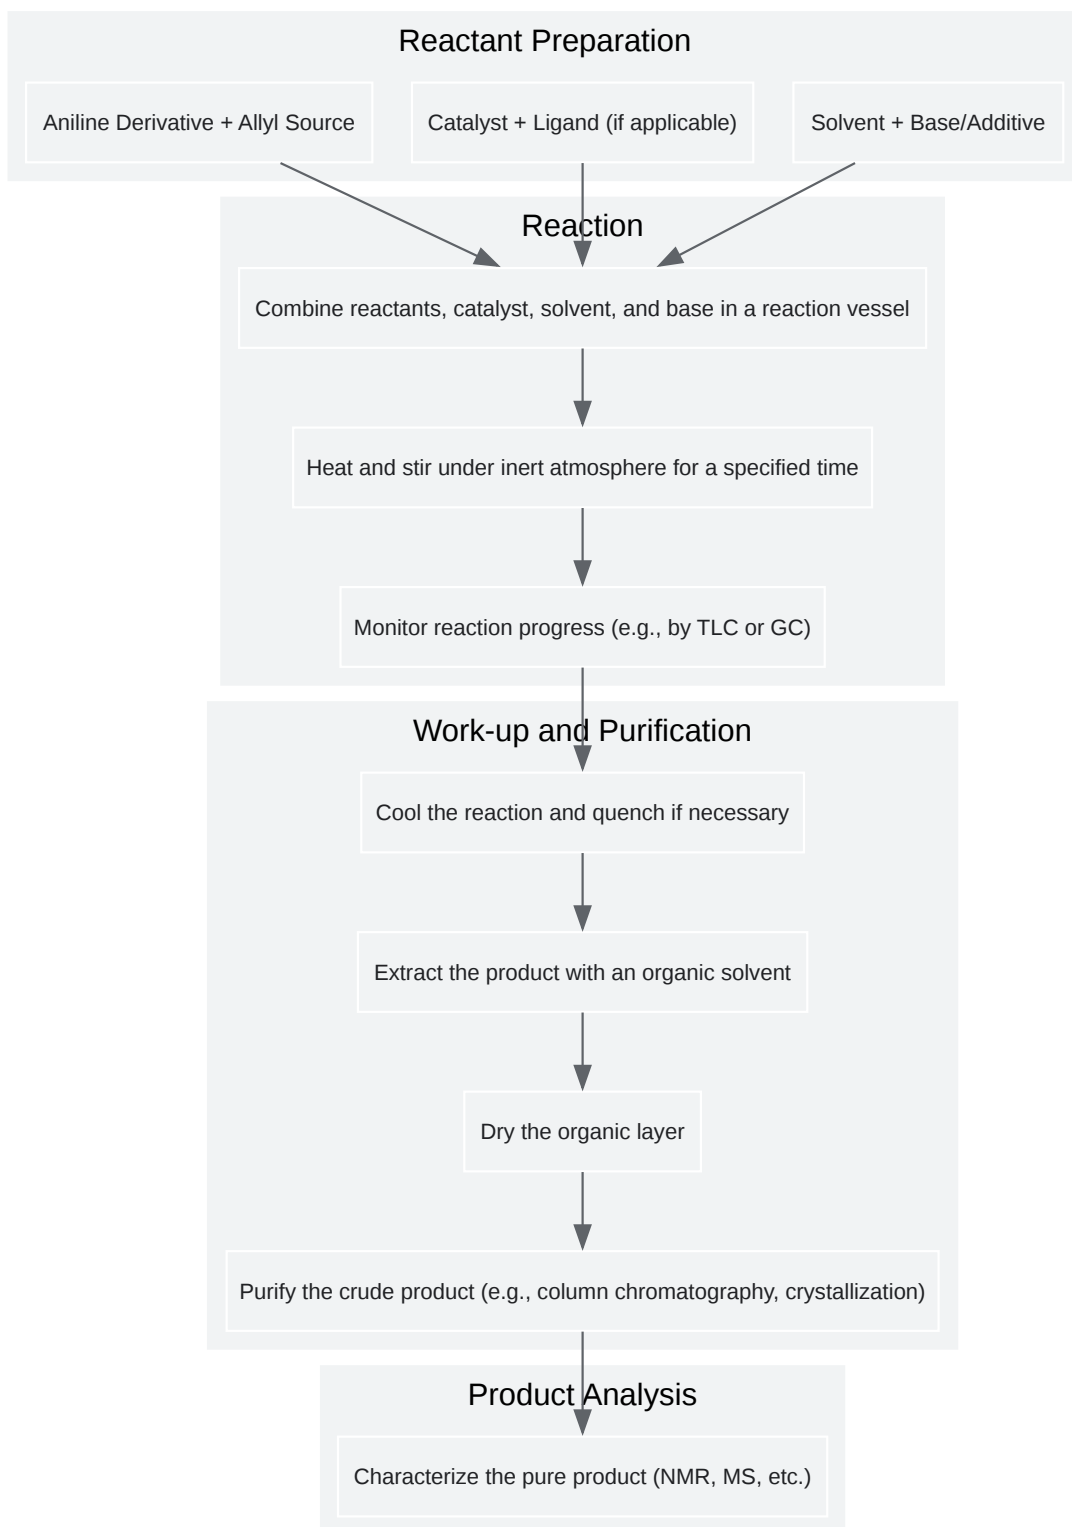 Reactant Preparation
Aniline Derivative + Allyl Source
Catalyst + Ligand (if applicable)
Solvent + Base/Additive
Reaction
Combine reactants, catalyst, solvent, and base in a reaction vessel
Heat and stir under inert atmosphere for a specified time
Monitor reaction progress (e.g., by TLC or GC)
Work-up and Purification
Cool the reaction and quench if necessary
Extract the product with an organic solvent
Dry the organic layer
Purify the crude product (e.g., column chromatography, crystallization)
Product Analysis
Characterize the pure product (NMR, MS, etc.)